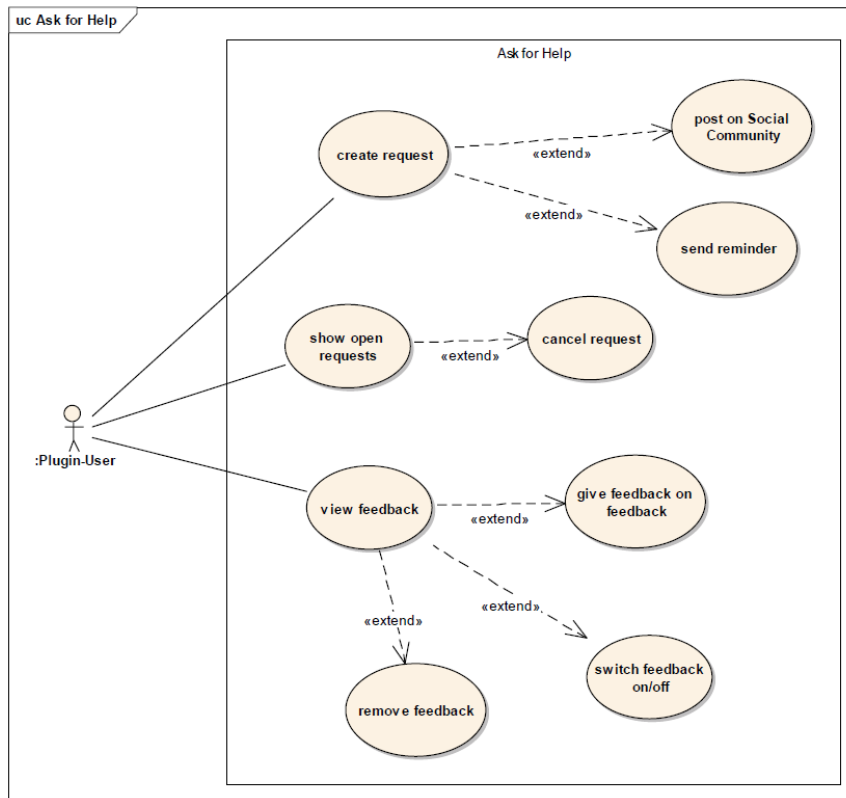 uc Ask for Help
Ask for Help
create request
«extend»
post on Social
Community
«extend»
send reminder
show open
requests
«extend»
cancel request
:Plugin-User
view feedback
«extend»
give feedback on
feedback
«extend»
«extend»
switch feedback
on/off
remove feedback